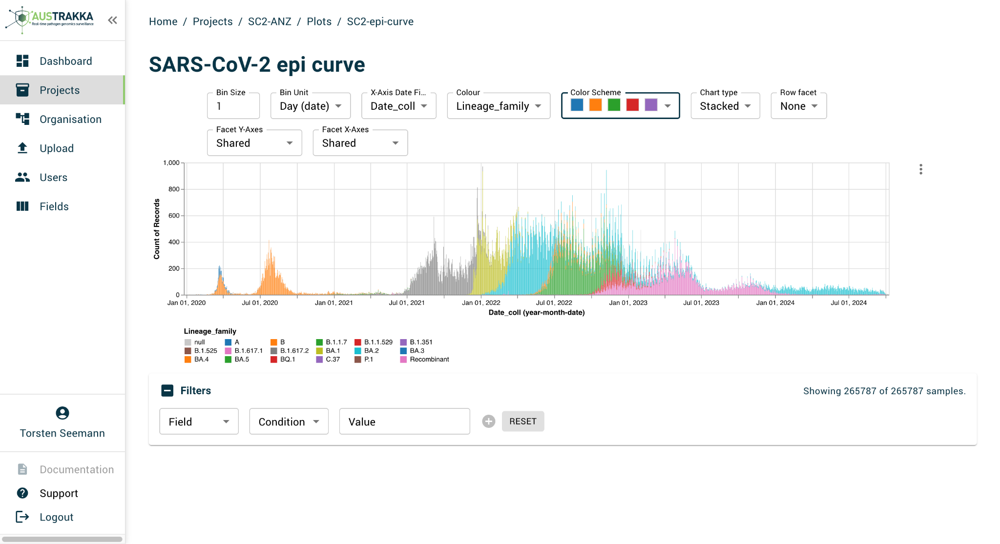 AUSTRAKKA
Real-time pathogen genomics surveillance
Home / Projects / SC2-ANZ / Plots / SC2-epi-curve
Dashboard
Projects
Organisation
Upload
Users
Fields
Torsten Seemann
Documentation
Support
Logout
SARS-CoV-2 epi curve
Bin Size Bin Unit X-Axis Date Fi... Colour Color Scheme Chart type Row facet
1 Day (date) Date_coll Lineage_family Stacked None
Facet Y-Axes Facet X-Axes
Shared Shared
1,000
800
600
400
200
0
Count of Records
Jan 01, 2020 Jul 01, 2020 Jan 01, 2021 Jul 01, 2021 Jan 01, 2022 Jul 01, 2022 Jan 01, 2023 Jul 01, 2023 Jan 01, 2024 Jul 01, 2024
Date_coll (year-month-date)
Lineage_family
null A B B.1.1.7 B.1.1.529 B.1.351
B.1.525 B.1.617.1 B.1.617.2 BA.1 BA.2 BA.3
BA.4 BA.5 BQ.1 C.37 P.1 Recombinant
Filters
Showing 265787 of 265787 samples.
Field Condition Value RESET